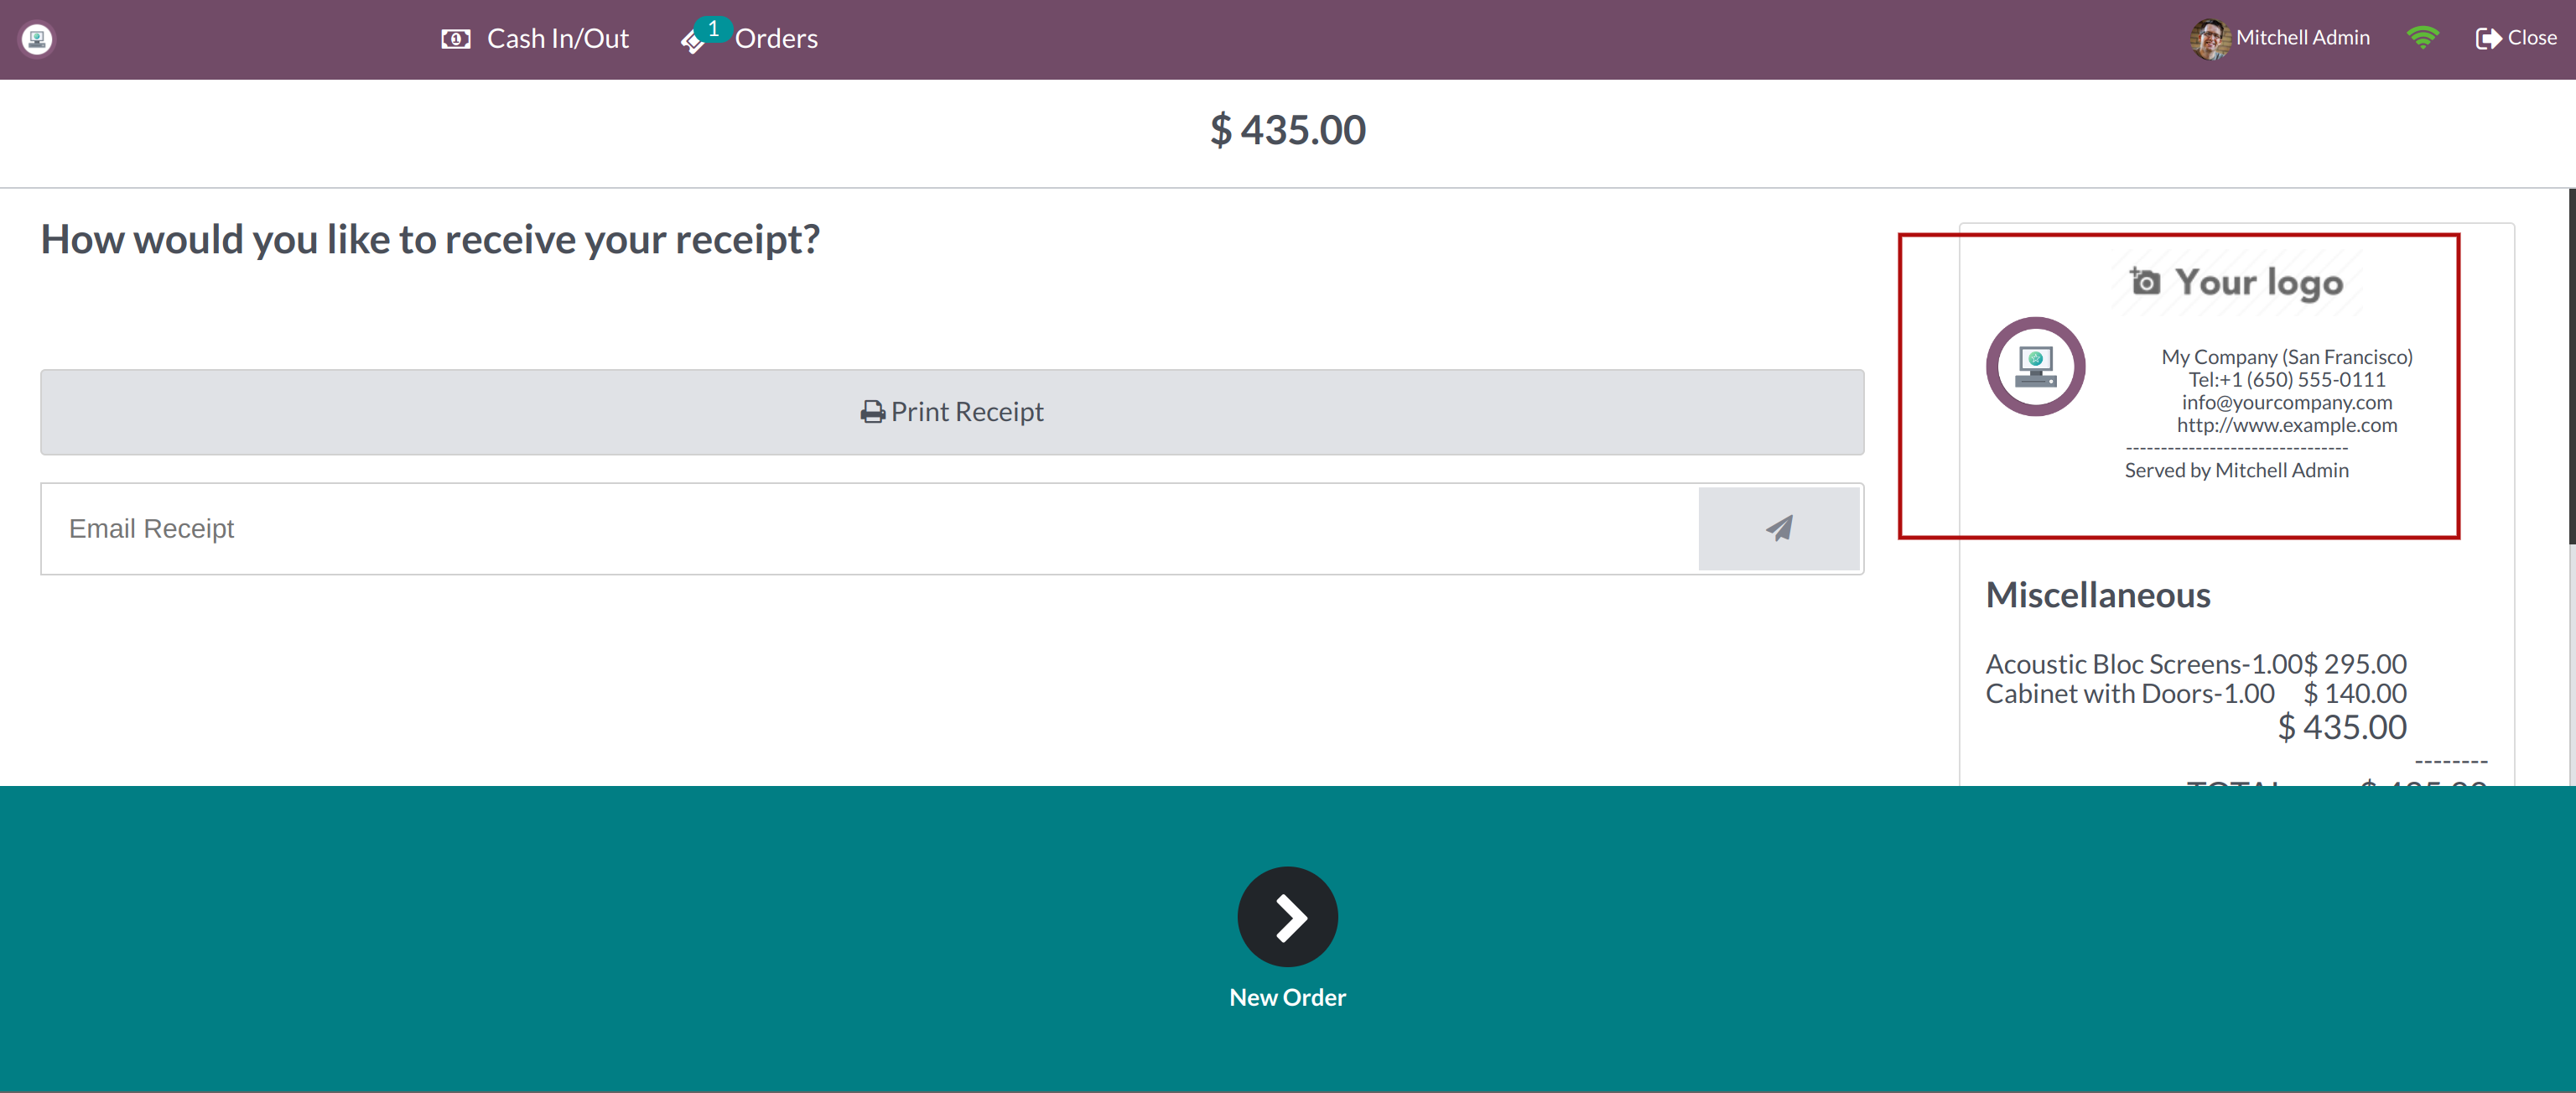 Cash In/Out
1
Orders
Mitchell Admin
Close
$ 435.00
How would you like to receive your receipt?
Print Receipt
Email Receipt
Your logo
My Company (San Francisco)
Tel:+1 (650) 555-0111
info@yourcompany.com
http://www.example.com
--------------------------------
Served by Mitchell Admin
Miscellaneous
Acoustic Bloc Screens-1.00$ 295.00
Cabinet with Doors-1.00 $ 140.00
$ 435.00
--------
TOTAL $ 435.00
New Order